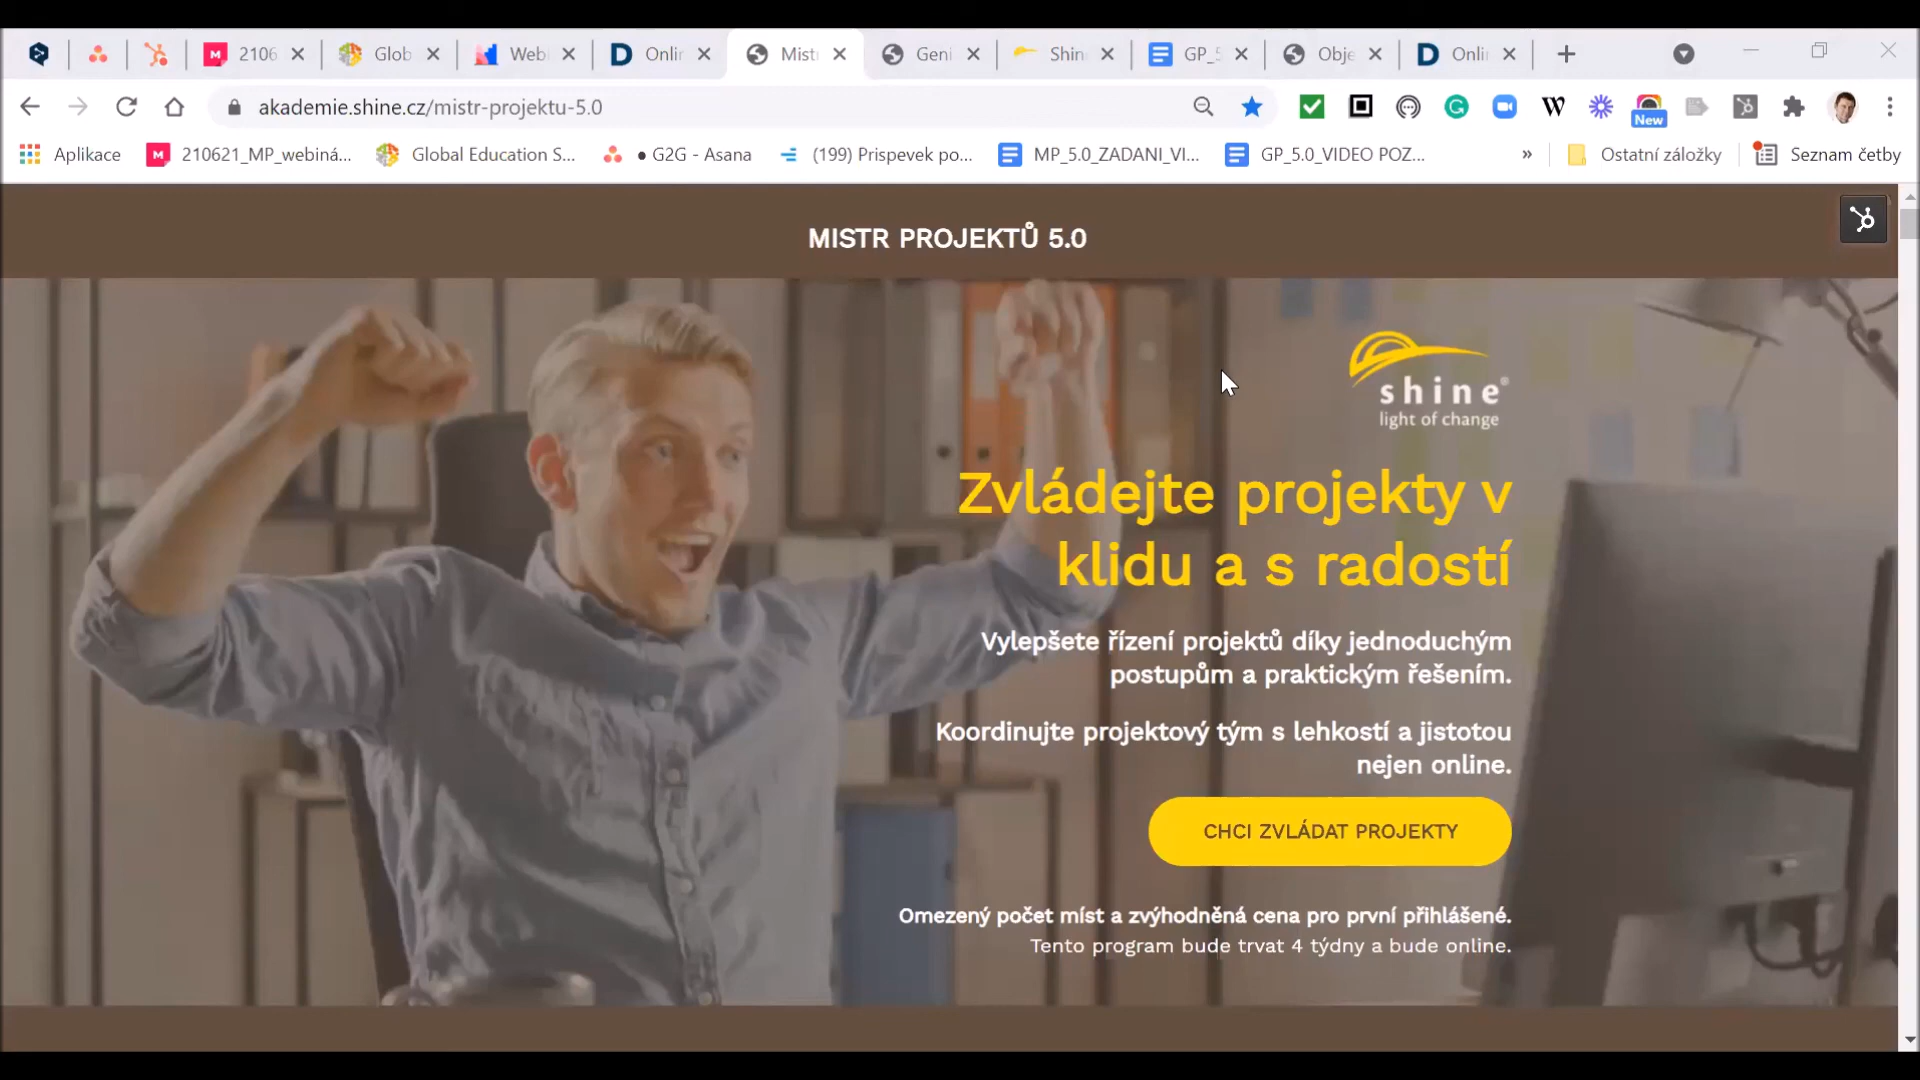 2106
Glob
Web
Onlin
Mist
Geni
Shin
GP_5
Obje
Onlin
akademie.shine.cz/mistr-projektu-5.0
New
Aplikace
210621_MP_webiná...
Global Education S...
● G2G - Asana
(199) Prispevek po...
MP_5.0_ZADANI_VI...
GP_5.0_VIDEO POZ...
»
Ostatní záložky
Seznam četby
MISTR PROJEKTŮ 5.0
shine®
light of change
Zvládejte projekty v
klidu a s radostí
Vylepšete řízení projektů díky jednoduchým
postupům a praktickým řešením.
Koordinujte projektový tým s lehkostí a jistotou
nejen online.
CHCI ZVLÁDAT PROJEKTY
Omezený počet míst a zvýhodněná cena pro první přihlášené.
Tento program bude trvat 4 týdny a bude online.